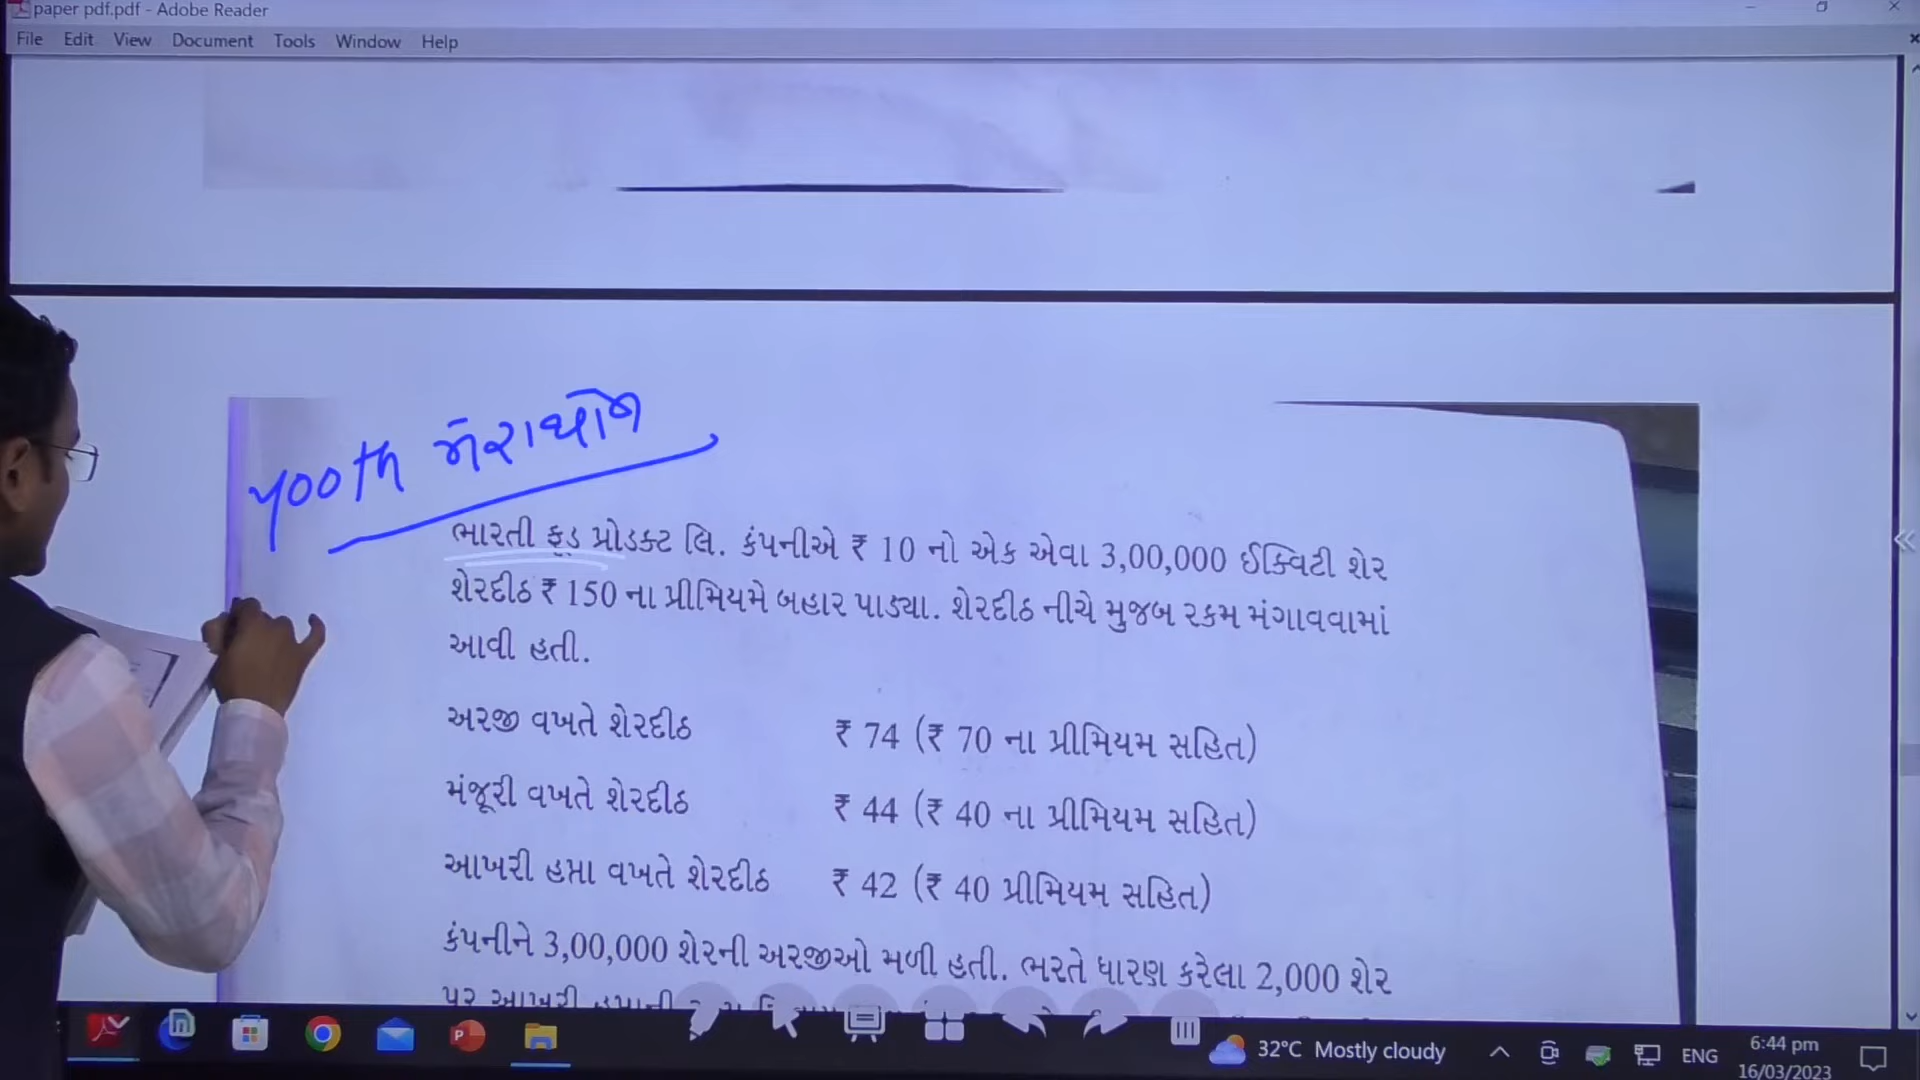 paper pdf.pdf - Adobe Reader
File Edit View Document Tools Window Help
youth મેરાથોન
ભારતી ફૂડ પ્રોડક્ટ લિ. કંપનીએ ₹ 10 નો એક એવા 3,00,000 ઈક્વિટી શેર
શેરદીઠ ₹ 150 ના પ્રીમિયમે બહાર પાડ્યા. શેરદીઠ નીચે મુજબ રકમ મંગાવવામાં
આવી હતી.
અરજી વખતે શેરદીઠ ₹ 74 (₹ 70 ના પ્રીમિયમ સહિત)
મંજૂરી વખતે શેરદીઠ ₹ 44 (₹ 40 ના પ્રીમિયમ સહિત)
આખરી હપ્તા વખતે શેરદીઠ ₹ 42 (₹ 40 પ્રીમિયમ સહિત)
કંપનીને 3,00,000 શેરની અરજીઓ મળી હતી. ભરતે ધારણ કરેલા 2,000 શેર
પર આખરી હપ્તાની
32°C Mostly cloudy
ENG
6:44 pm
16/03/2023